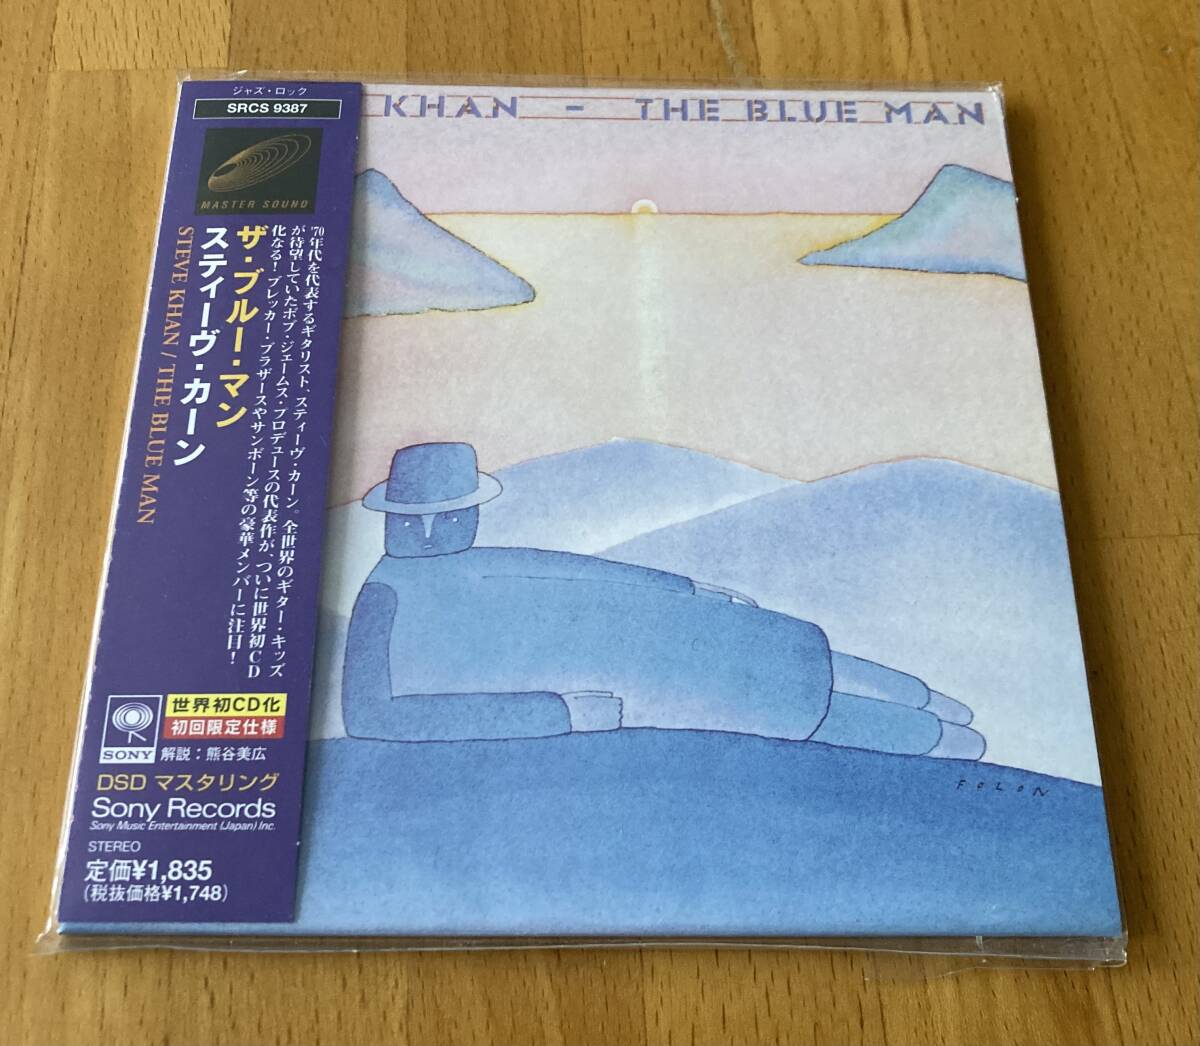 ジャズ・ロック
SRCS 9387
MASTER SOUND
KHAN - THE BLUE MAN
'70年代を代表するギタリスト、スティーヴ・カーン。全世界のギター・キッズ
が待望していたボブ・ジェームス・プロデュースの代表作が、ついに世界初CD
化なる！ブレッカー・ブラザースやサンボーン等の豪華メンバーに注目！
ザ・ブルー・マン
スティーヴ・カーン
STEVE KHAN / THE BLUE MAN
SONY
世界初CD化
初回限定仕様
解説：熊谷美広
DSD マスタリング
Sony Records
Sony Music Entertainment (Japan) Inc.
STEREO
定価¥1,835
(税抜価格¥1,748)
FOLON